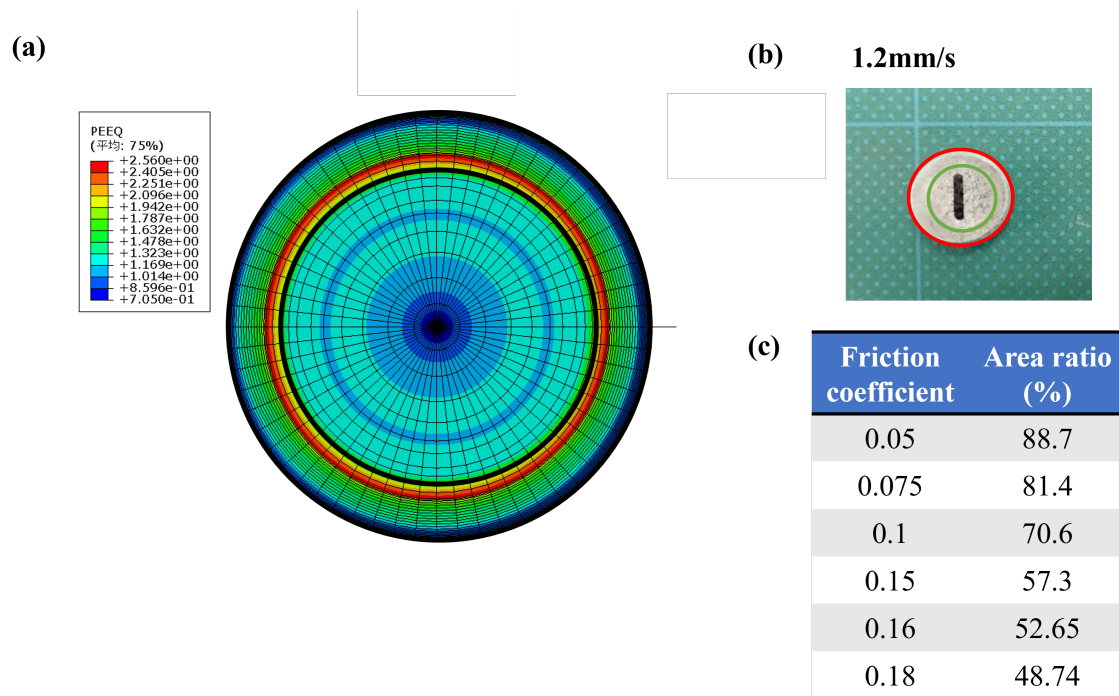 (a)
PEEQ
(平均: 75%)
+2.560e+00
+2.405e+00
+2.251e+00
+2.096e+00
+1.942e+00
+1.787e+00
+1.632e+00
+1.478e+00
+1.323e+00
+1.169e+00
+1.014e+00
+8.596e-01
+7.050e-01
(b)
1.2mm/s
(c)
Friction coefficient Area ratio (%)
0.05 88.7
0.075 81.4
0.1 70.6
0.15 57.3
0.16 52.65
0.18 48.74